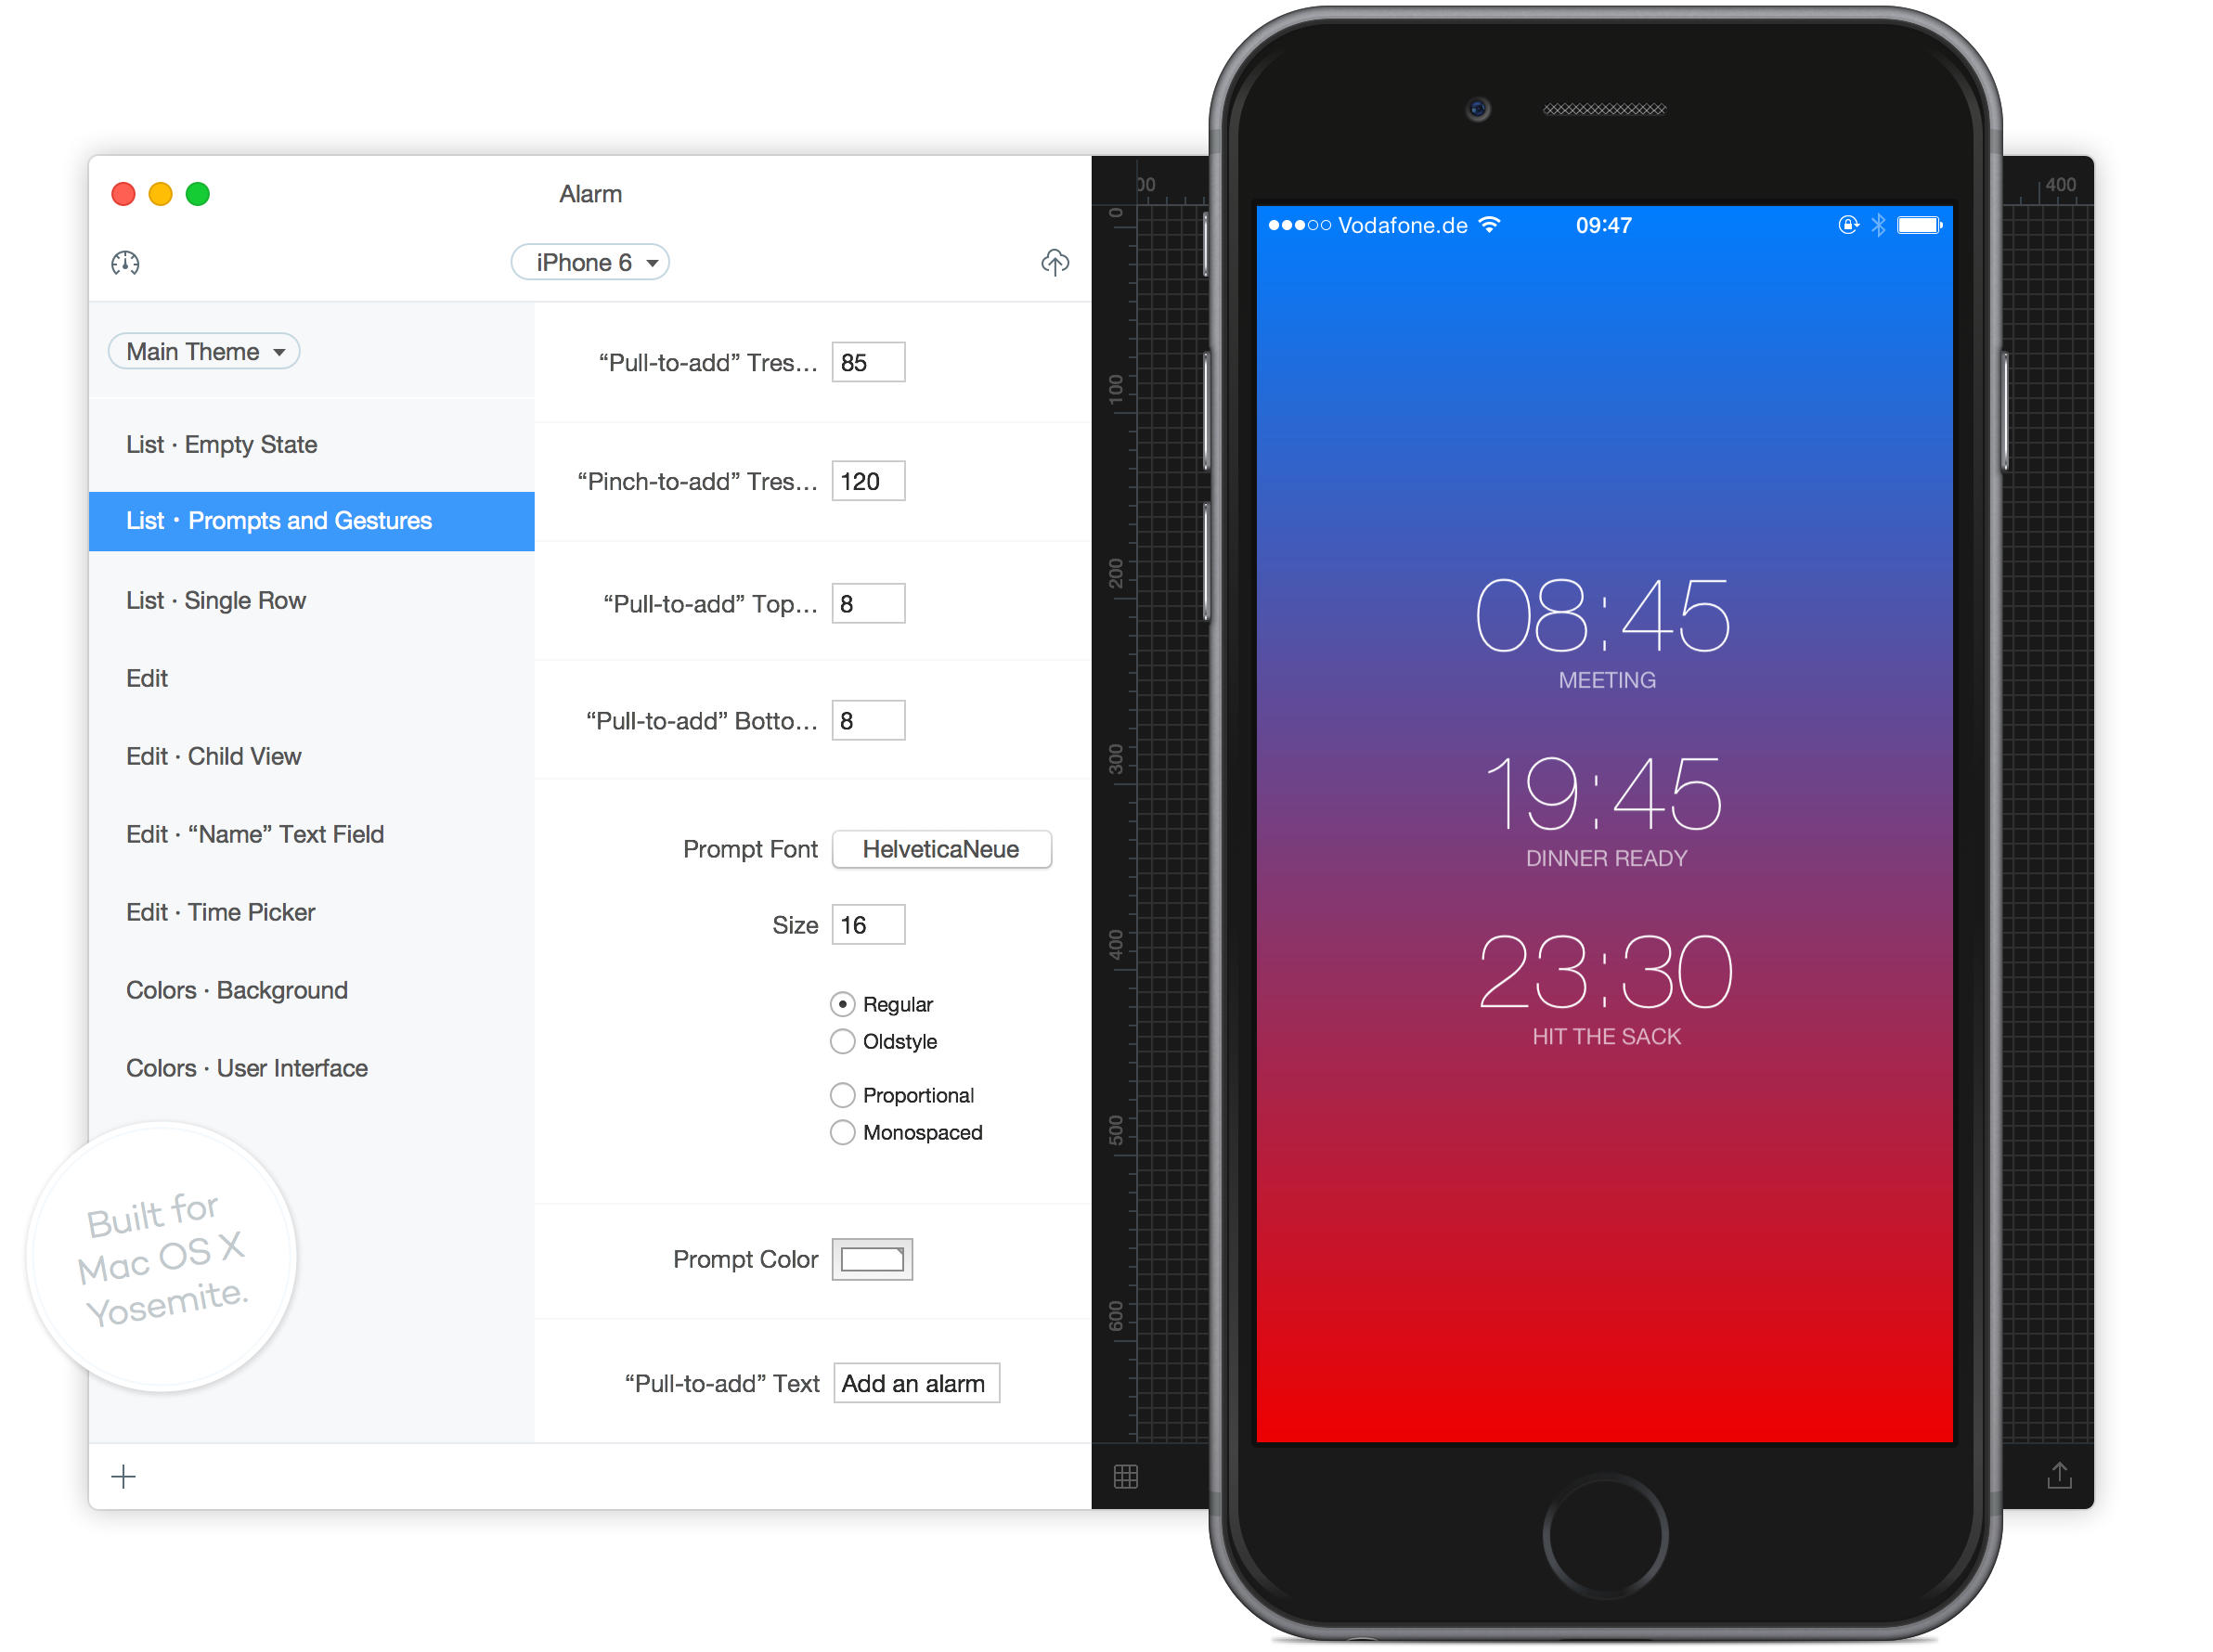 Alarm
iPhone 6
Main Theme
List · Empty State
List · Prompts and Gestures
List · Single Row
Edit
Edit · Child View
Edit · “Name” Text Field
Edit · Time Picker
Colors · Background
Colors · User Interface
Built for
Mac OS X
Yosemite.
“Pull-to-add” Tres... 85
“Pinch-to-add” Tres... 120
“Pull-to-add” Top... 8
“Pull-to-add” Botto... 8
Prompt Font HelveticaNeue
Size 16
Regular
Oldstyle
Proportional
Monospaced
Prompt Color
“Pull-to-add” Text Add an alarm
00
400
0
100
200
300
400
500
600
Vodafone.de 09:47
08:45
MEETING
19:45
DINNER READY
23:30
HIT THE SACK